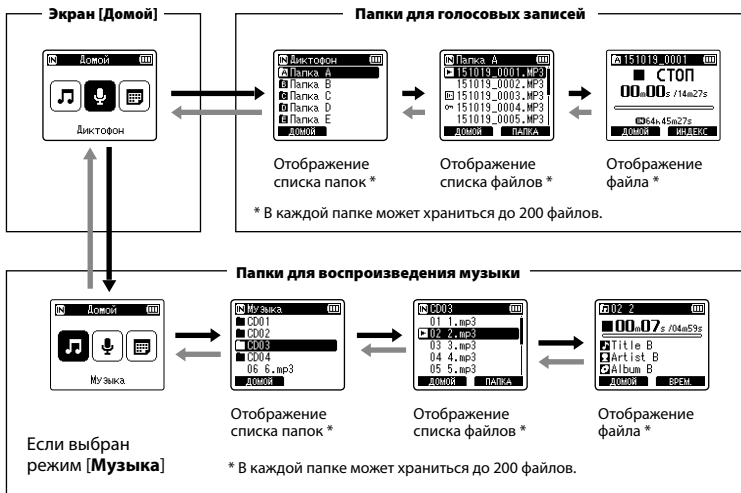 Экран [Домой]
Домой
Диктофон
Папки для голосовых записей
Диктофон
A Папка A
B Папка B
C Папка C
D Папка D
E Папка E
ДОМОЙ
Отображение
списка папок *
Папка A
151019_0001.MP3
151019_0002.MP3
151019_0003.MP3
151019_0004.MP3
151019_0005.MP3
ДОМОЙ ПАПКА
Отображение
списка файлов *
A 151019_0001
СТОП
00m00s /14m27s
IN 64h45m27s
ДОМОЙ ИНДЕКС
Отображение
файла *
* В каждой папке может храниться до 200 файлов.
Папки для воспроизведения музыки
IN Домой
Музыка
Если выбран
режим [Музыка]
IN Музыка
CD01
CD02
CD03
CD04
06 6.mp3
ДОМОЙ
Отображение
списка папок *
IN CD03
01 1.mp3
02 2.mp3
03 3.mp3
04 4.mp3
05 5.mp3
ДОМОЙ ПАПКА
Отображение
списка файлов *
02 2
00m07s /04m59s
Title B
Artist B
Album B
ДОМОЙ ВРЕМ.
Отображение
файла *
* В каждой папке может храниться до 200 файлов.